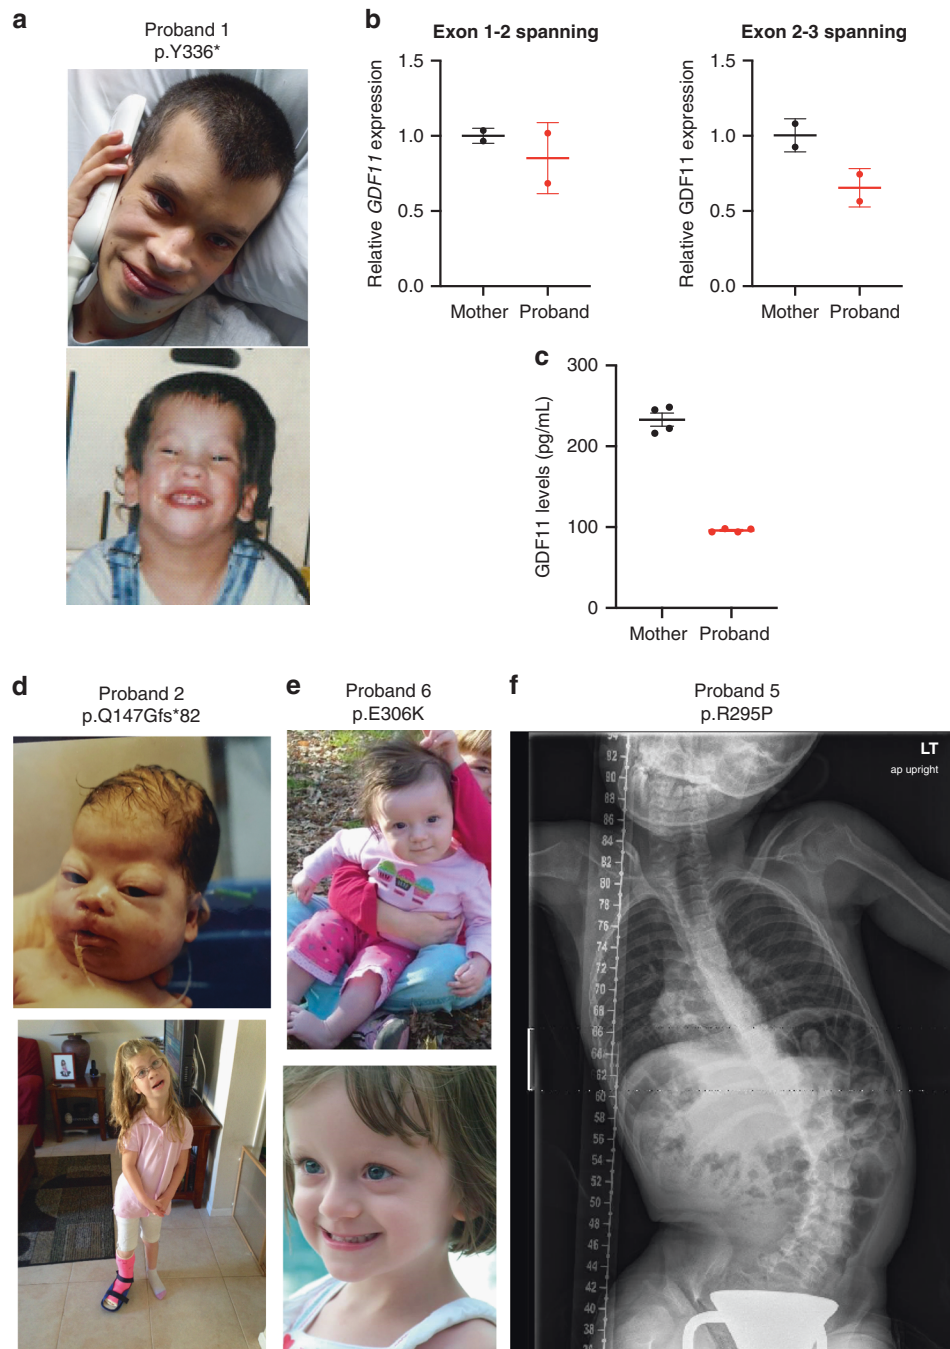 a
Proband 1
p.Y336*
b
Exon 1-2 spanning
Relative GDF11 expression
1.5
1.0
0.5
0.0
Mother Proband
Exon 2-3 spanning
Relative GDF11 expression
1.5
1.0
0.5
0.0
Mother Proband
c
GDF11 levels (pg/mL)
300
200
100
0
Mother Proband
d
Proband 2
p.Q147Gfs*82
e
Proband 6
p.E306K
f
Proband 5
p.R295P
LT
ap upright
92
90
88
86
84
82
80
78
76
74
72
70
68
66
64
62
60
58
56
54
52
50
48
46
44
42
40
38